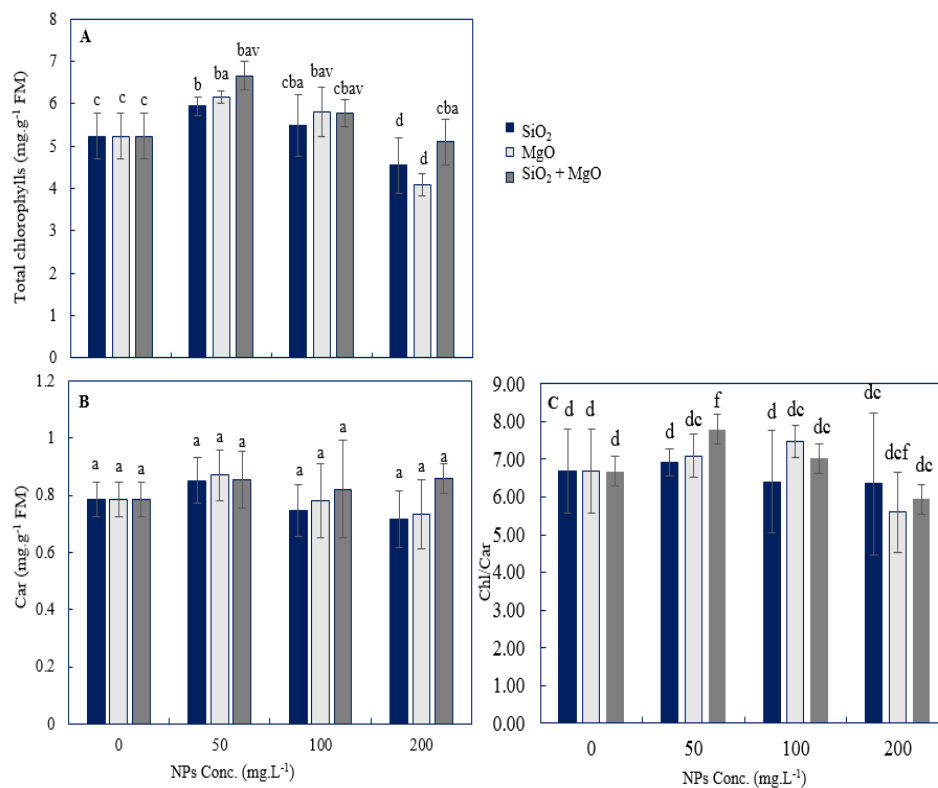 A
Total chlorophylls (mg.g⁻¹ FM)
8
7
6
5
4
3
2
1
0
c c c
b ba bav
cba bav cbav
d d cba
SiO₂
MgO
SiO₂ + MgO
B
Car (mg.g⁻¹ FM)
1.2
1
0.8
0.6
0.4
0.2
0
a a a
a a a
a a a
a a a
0 50 100 200
NPs Conc. (mg.L⁻¹)
C
Chl/Car
9.00
8.00
7.00
6.00
5.00
4.00
3.00
2.00
1.00
0.00
d d d
d dc f
d dc dc
dc dcf dc
0 50 100 200
NPs Conc. (mg.L⁻¹)